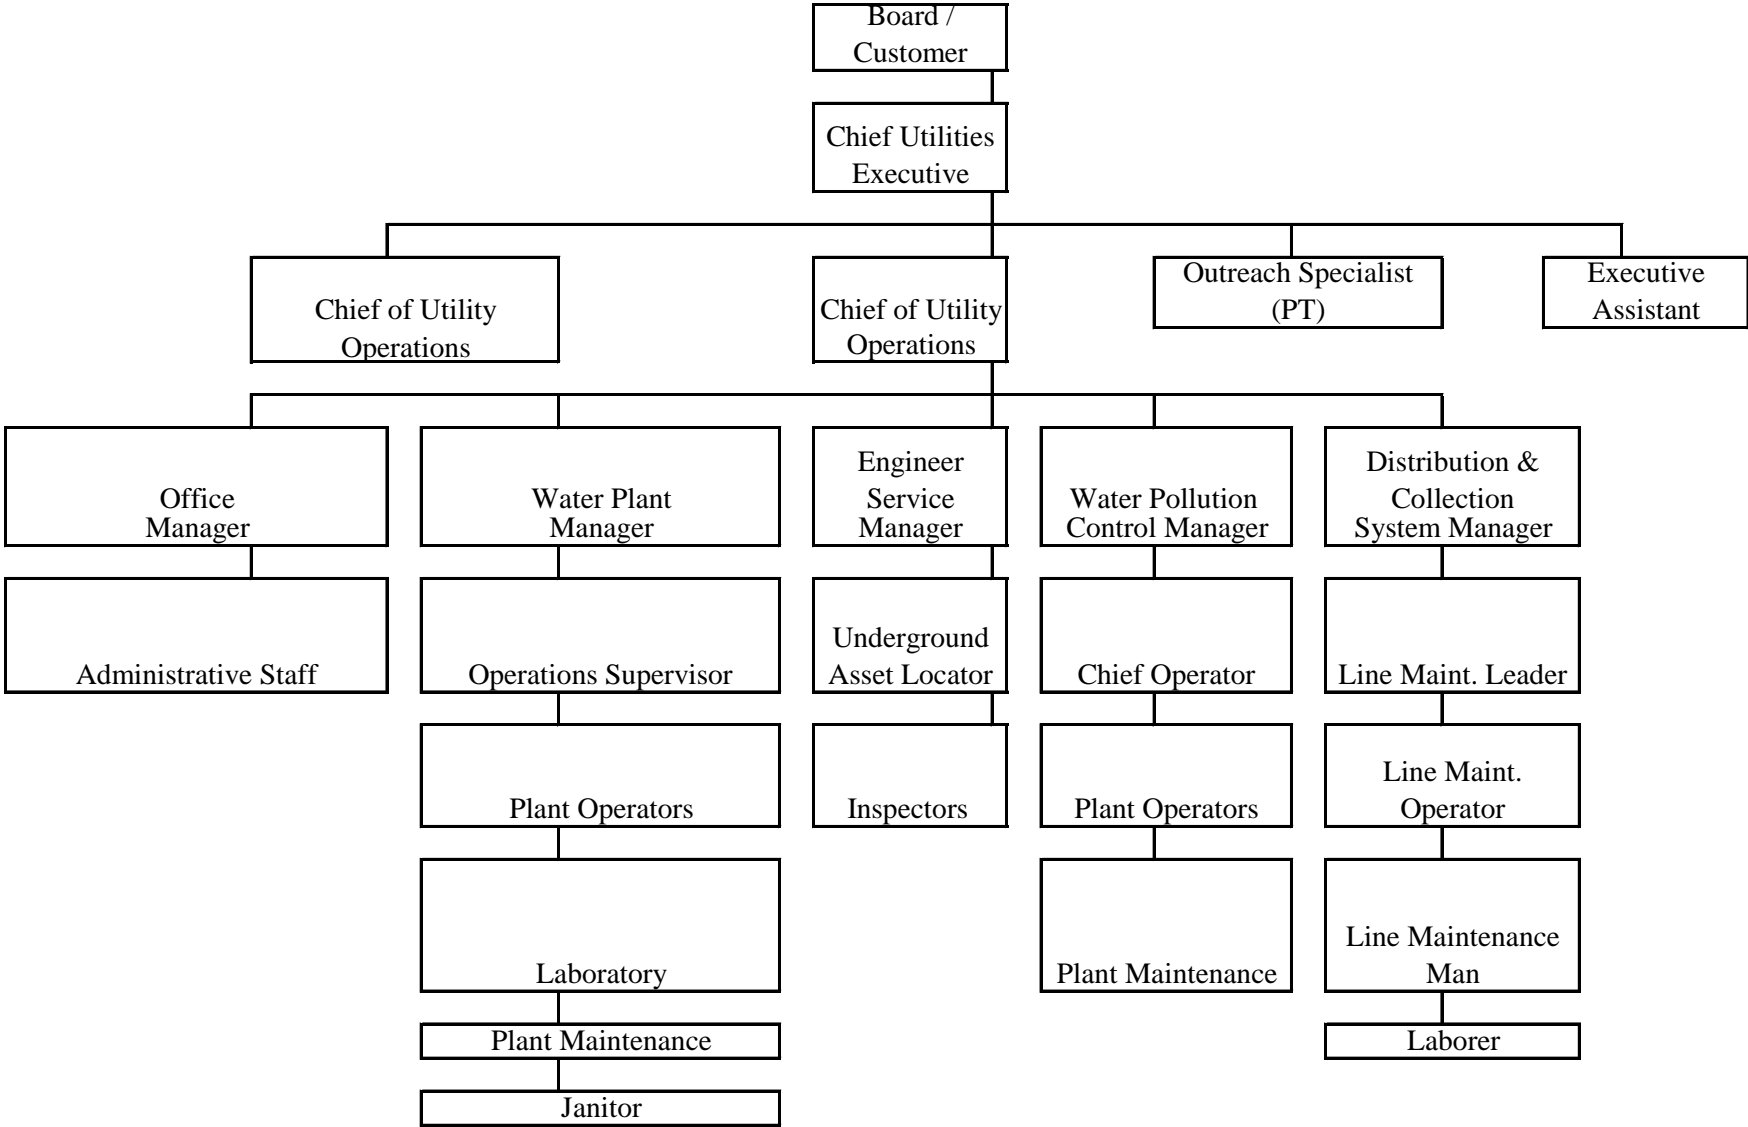 Board /
Customer
Chief Utilities
Executive
Chief of Utility
Operations
Chief of Utility
Operations
Outreach Specialist
(PT)
Executive
Assistant
Office
Manager
Water Plant
Manager
Engineer
Service
Manager
Water Pollution
Control Manager
Distribution &
Collection
System Manager
Administrative Staff
Operations Supervisor
Underground
Asset Locator
Chief Operator
Line Maint. Leader
Plant Operators
Inspectors
Plant Operators
Line Maint.
Operator
Laboratory
Plant Maintenance
Line Maintenance
Man
Plant Maintenance
Laborer
Janitor